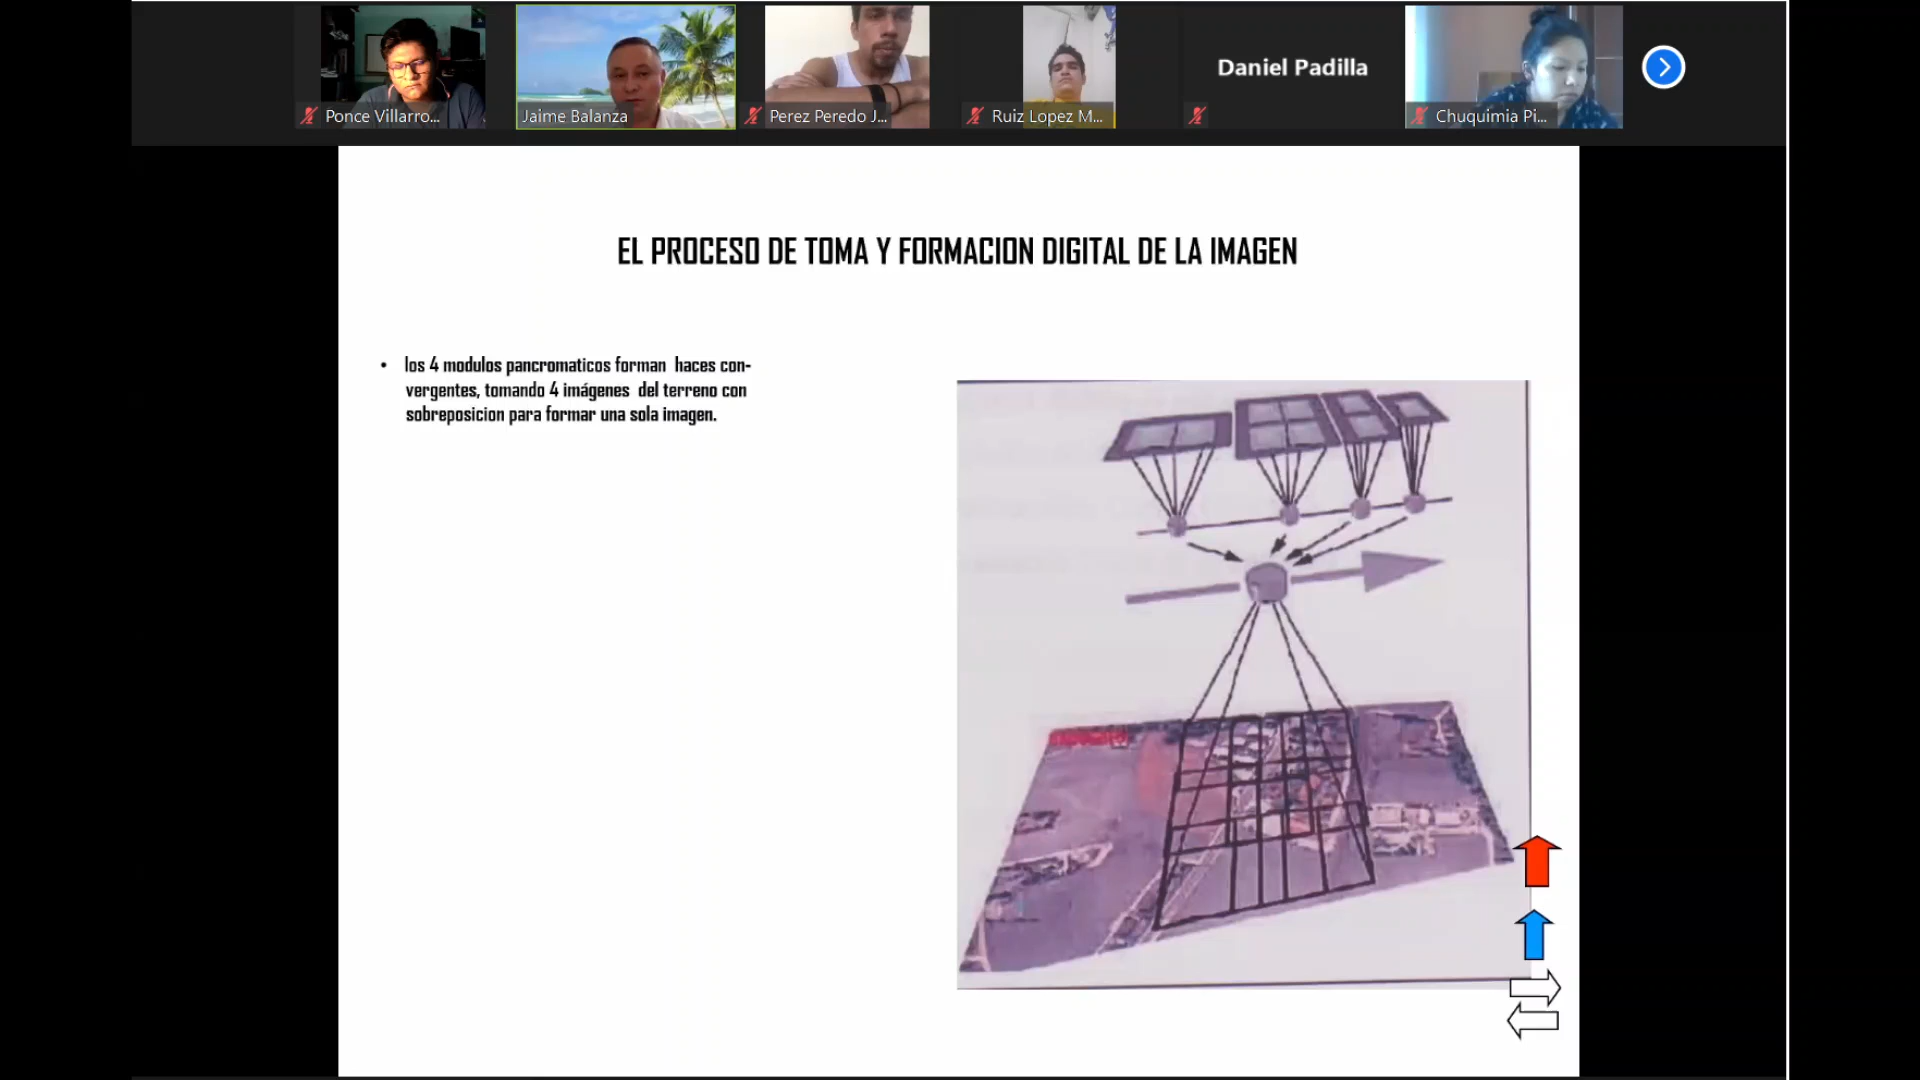 Ponce Villarro...
Jaime Balanza
Perez Peredo J...
Ruiz Lopez M...
Daniel Padilla
Chuquimia Pi...
EL PROCESO DE TOMA Y FORMACION DIGITAL DE LA IMAGEN
• los 4 modulos pancromaticos forman haces con-
vergentes, tomando 4 imágenes del terreno con
sobreposicion para formar una sola imagen.